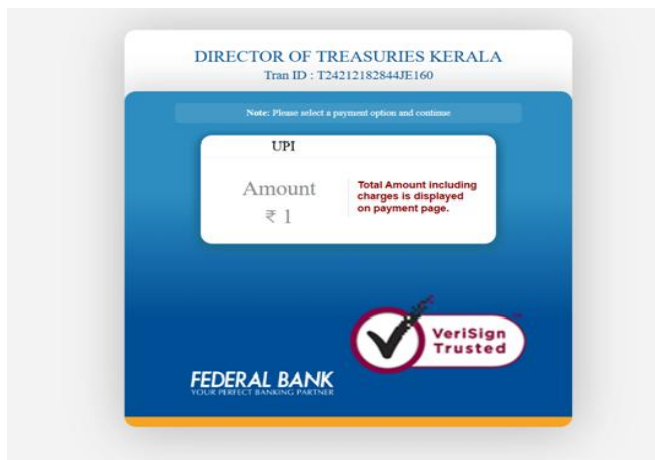 DIRECTOR OF TREASURIES KERALA
Tran ID : T24212182844JE160
Note: Please select a payment option and continue
UPI
Amount
₹ 1
Total Amount including
charges is displayed
on payment page.
VeriSign
Trusted
FEDERAL BANK
YOUR PERFECT BANKING PARTNER